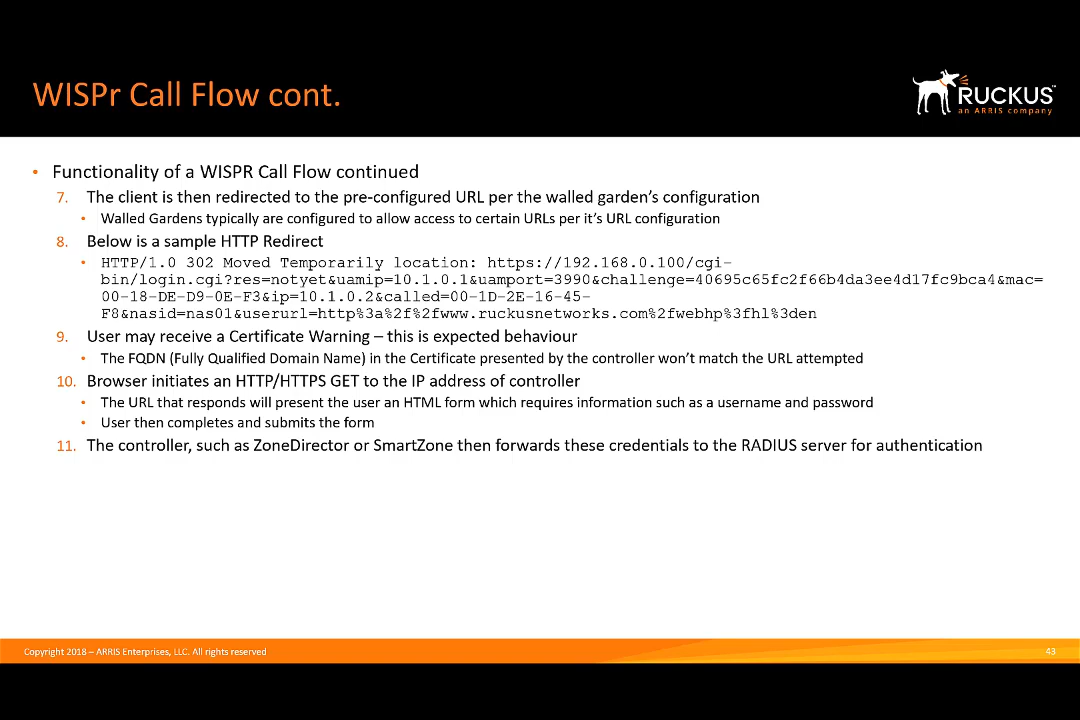 WISPr Call Flow cont.
RUCKUS™
an ARRIS company
• Functionality of a WISPR Call Flow continued
7. The client is then redirected to the pre-configured URL per the walled garden's configuration
• Walled Gardens typically are configured to allow access to certain URLs per it's URL configuration
8. Below is a sample HTTP Redirect
• HTTP/1.0 302 Moved Temporarily location: https://192.168.0.100/cgi-
bin/login.cgi?res=notyet&uamip=10.1.0.1&uamport=3990&challenge=40695c65fc2f66b4da3ee4d17fc9bca4&mac=
00-18-DE-D9-0E-F3&ip=10.1.0.2&called=00-1D-2E-16-45-
F8&nasid=nas01&userurl=http%3a%2f%2fwww.ruckusnetworks.com%2fwebhp%3fhl%3den
9. User may receive a Certificate Warning – this is expected behaviour
• The FQDN (Fully Qualified Domain Name) in the Certificate presented by the controller won't match the URL attempted
10. Browser initiates an HTTP/HTTPS GET to the IP address of controller
• The URL that responds will present the user an HTML form which requires information such as a username and password
• User then completes and submits the form
11. The controller, such as ZoneDirector or SmartZone then forwards these credentials to the RADIUS server for authentication
Copyright 2018 – ARRIS Enterprises, LLC. All rights reserved
43